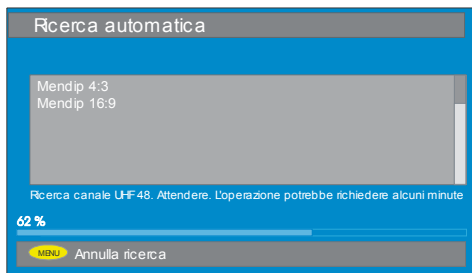 Ricerca automatica
Mendip 4:3
Mendip 16:9
Ricerca canale UHF 48. Attendere. L'operazione potrebbe richiedere alcuni minute
62 %
MENU Annulla ricerca